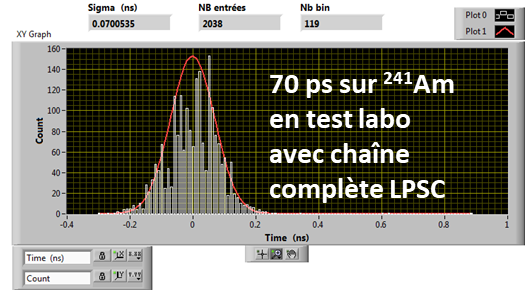 Sigma (ns)
NB entrées
Nb bin
0.0700535
2038
119
Plot 0
Plot 1
XY Graph
160
140
120
100
80
60
40
20
0
Count
70 ps sur 241Am
en test labo
avec chaîne
complète LPSC
-0.4
-0.2
0
0.2
0.4
0.6
0.8
1
Time (ns)
Time (ns)
Count